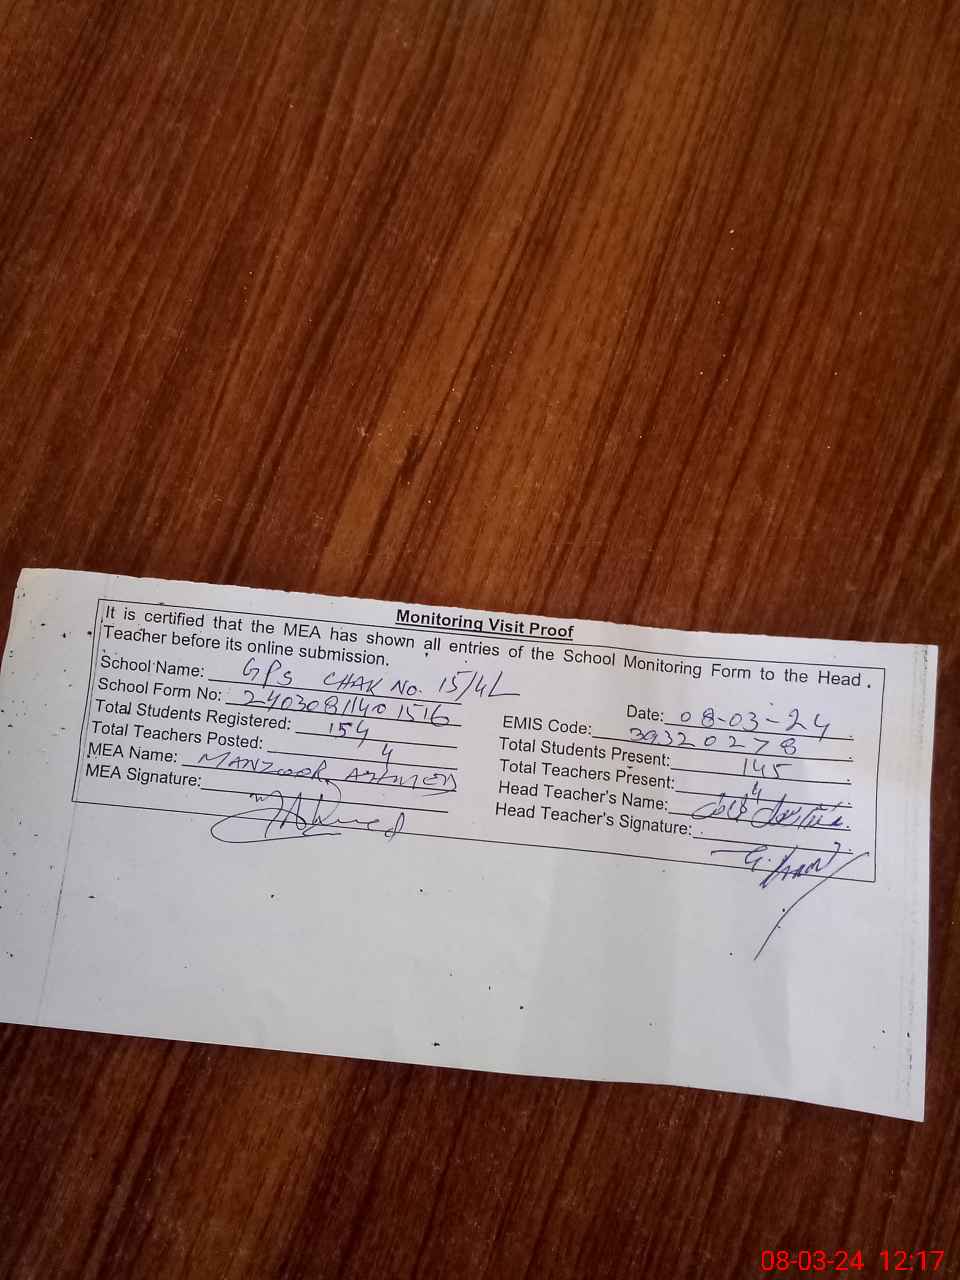 Monitoring Visit Proof
It is certified that the MEA has shown all entries of the School Monitoring Form to the Head
Teacher before its online submission.
School Name: GPS CHAK No. 15/4L
Date: 08-03-24
School Form No: 2403081140 1516
EMIS Code: 39320278
Total Students Registered: 154
Total Students Present: 145
Total Teachers Posted: 4
Total Teachers Present: 4
MEA Name: MANZOOR AHMED
Head Teacher's Name:
MEA Signature:
Head Teacher's Signature:
08-03-24 12:17